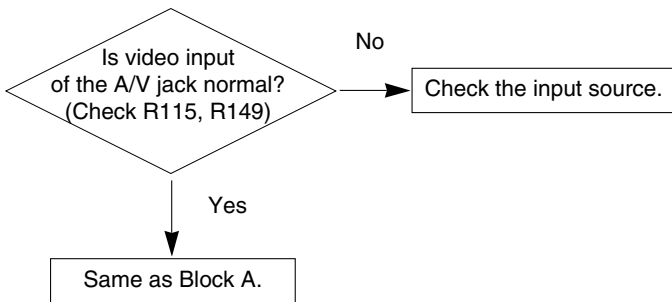 Is video input
of the A/V jack normal?
(Check R115, R149)
No
Check the input source.
Yes
Same as Block A.